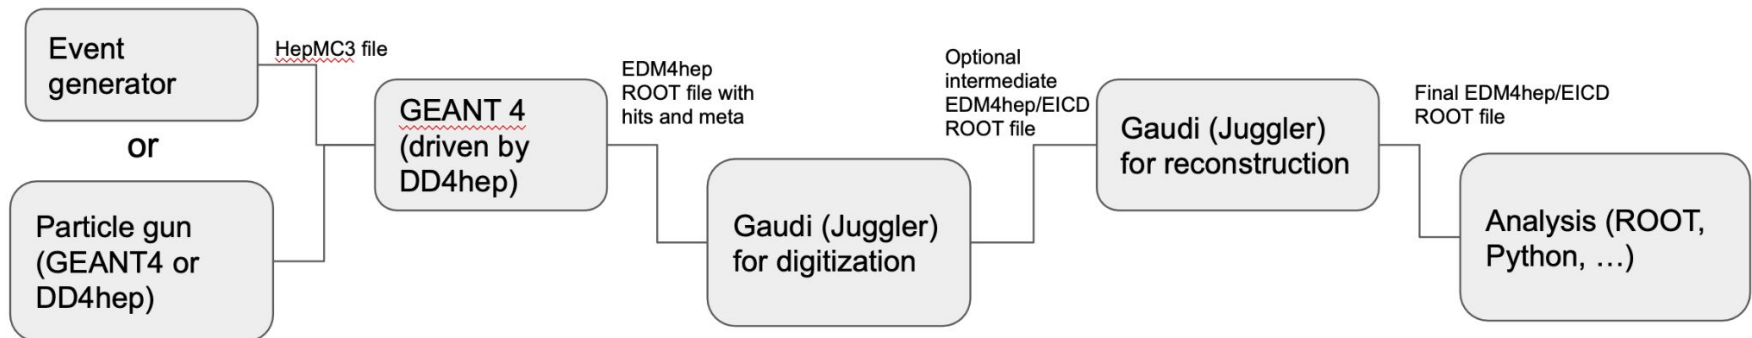 Event
generator
or
Particle gun
(GEANT4 or
DD4hep)
HepMC3 file
GEANT 4
(driven by
DD4hep)
EDM4hep
ROOT file with
hits and meta
Gaudi (Juggler)
for digitization
Optional
intermediate
EDM4hep/EICD
ROOT file
Gaudi (Juggler)
for reconstruction
Final EDM4hep/EICD
ROOT file
Analysis (ROOT,
Python, …)